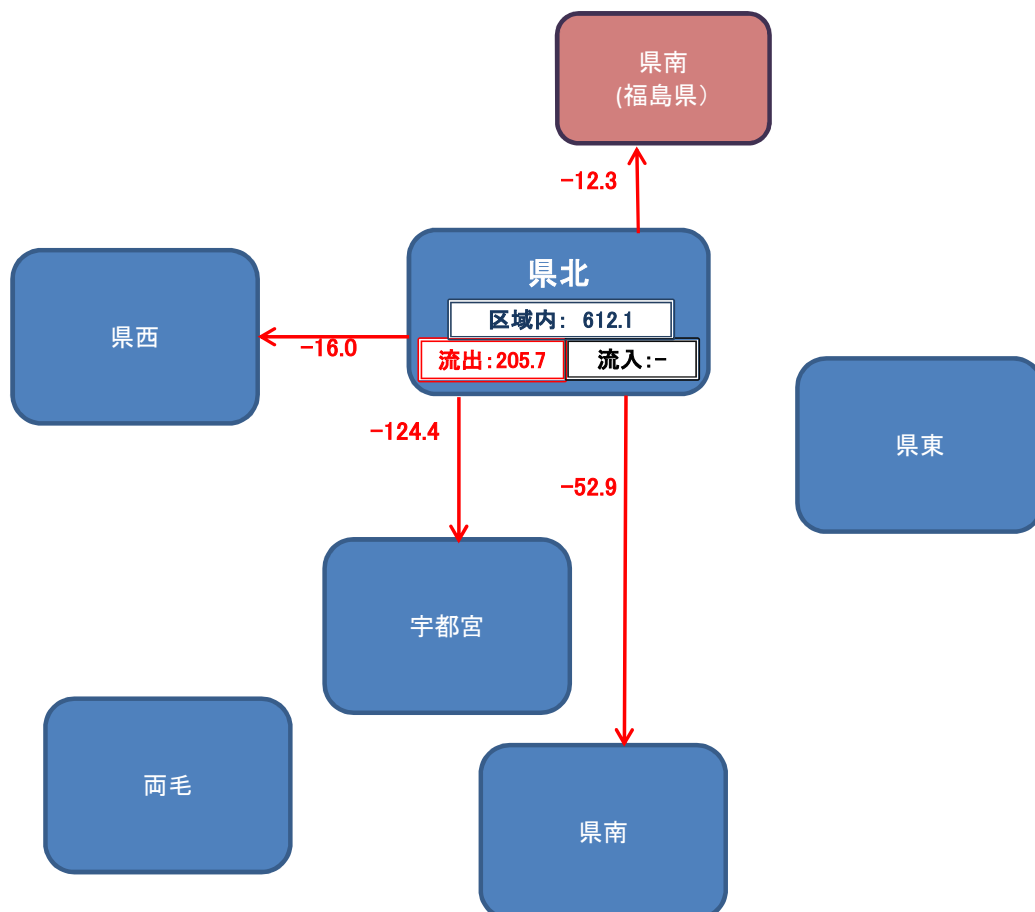 県南
(福島県）
−12.3
県北
区域内： 612.1
流出：205.7
流入：−
県西
−16.0
−124.4
−52.9
県東
宇都宮
両毛
県南